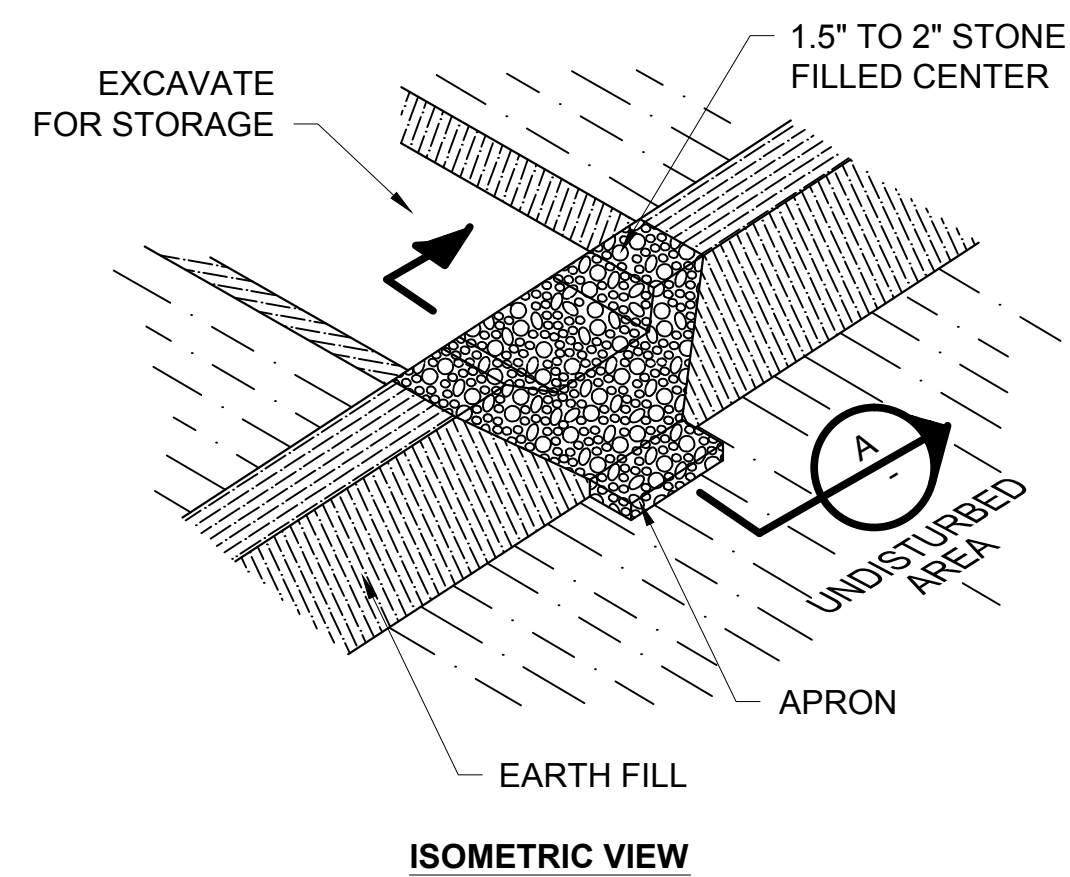 1.5" TO 2" STONE
FILLED CENTER
EXCAVATE
FOR STORAGE
A
-
UNDISTURBED
AREA
APRON
EARTH FILL
ISOMETRIC VIEW